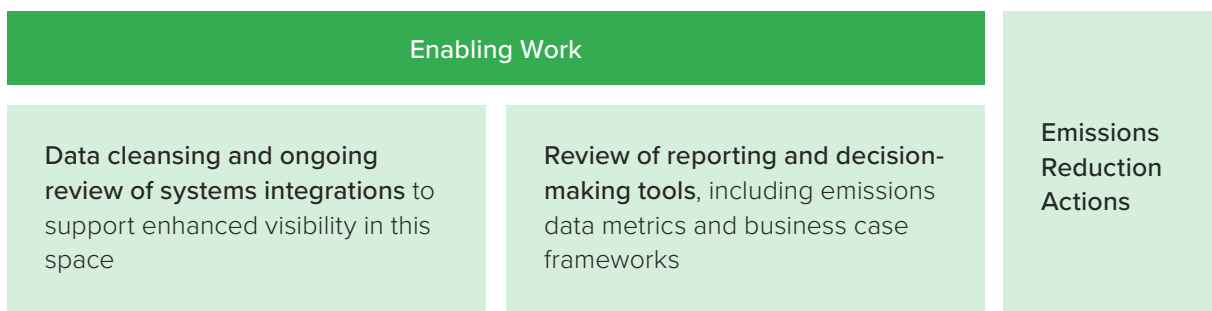 Enabling Work
Data cleansing and ongoing
review of systems integrations to
support enhanced visibility in this
space
Review of reporting and decision-
making tools, including emissions
data metrics and business case
frameworks
Emissions
Reduction
Actions